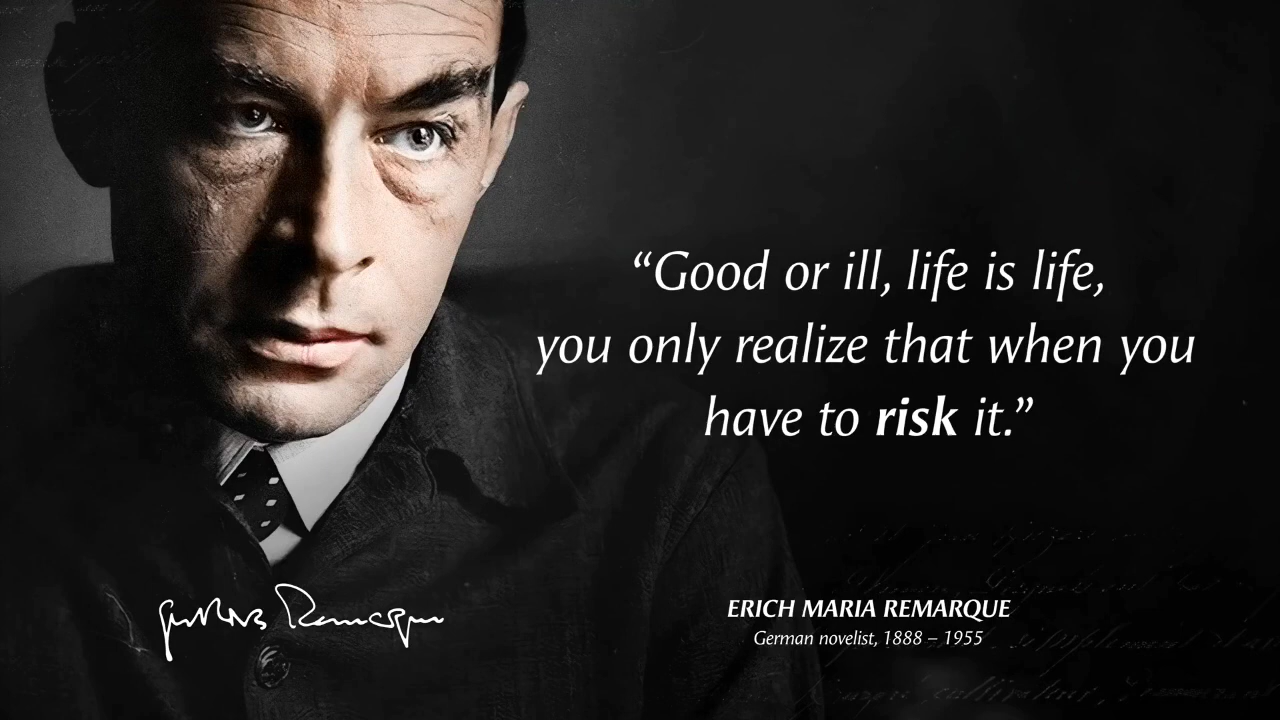 “Good or ill, life is life,
you only realize that when you
have to risk it.”
Remarque
ERICH MARIA REMARQUE
German novelist, 1888 – 1955